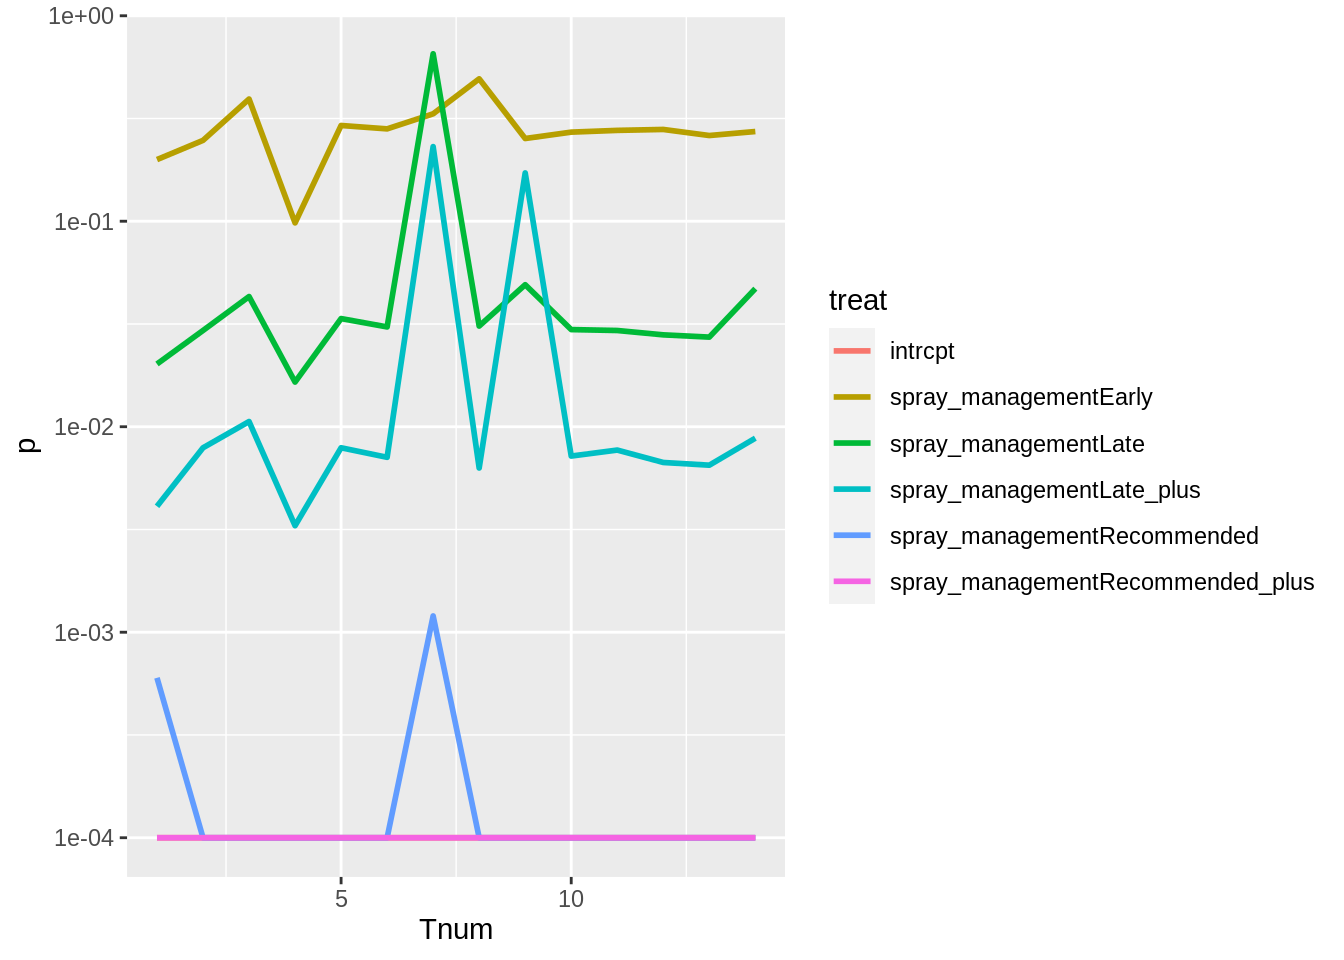 1e+00
1e-01
1e-02
1e-03
1e-04
p
5
10
Tnum
treat
intrcpt
spray_managementEarly
spray_managementLate
spray_managementLate_plus
spray_managementRecommended
spray_managementRecommended_plus